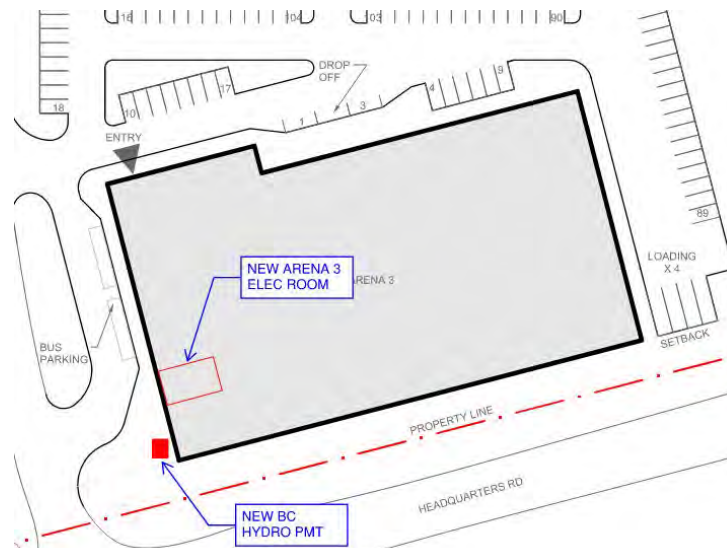 16
104
03
90
DROP
OFF
18
10
17
1
3
4
9
ENTRY
89
LOADING
X 4
NEW ARENA 3
ELEC ROOM
ARENA 3
BUS
PARKING
SETBACK
PROPERTY LINE
HEADQUARTERS RD
NEW BC
HYDRO PMT